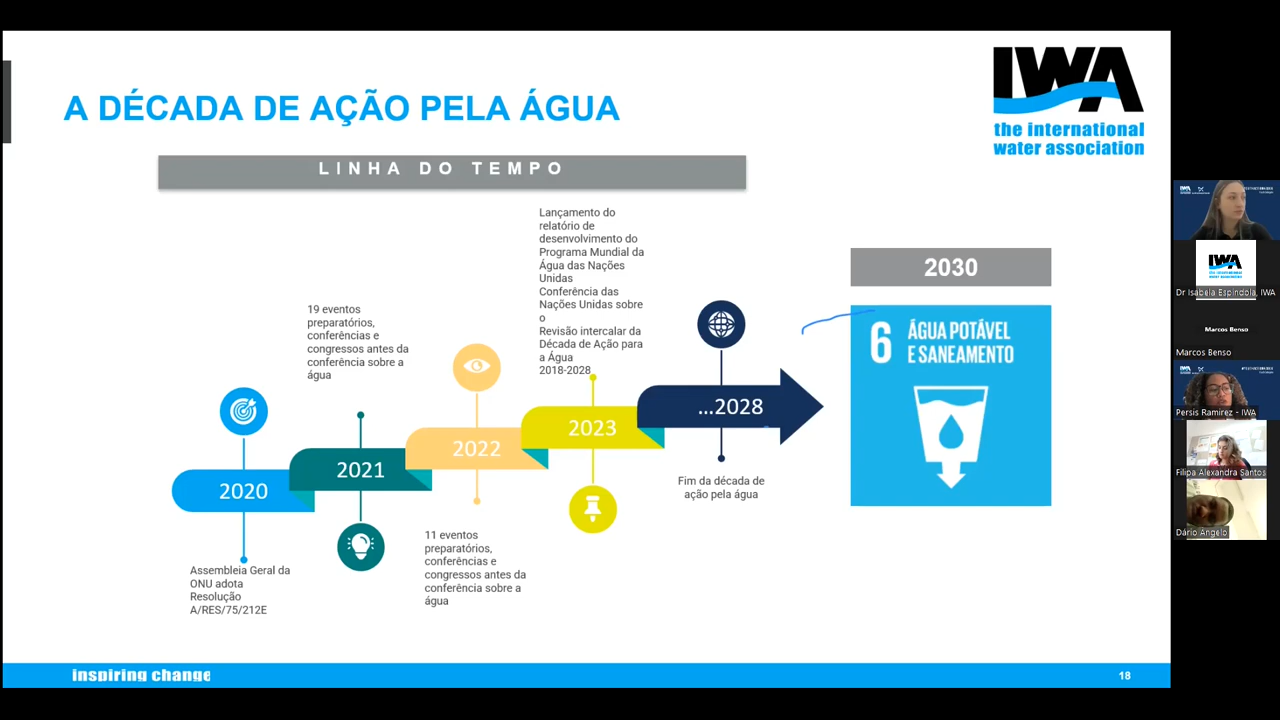 A DÉCADA DE AÇÃO PELA ÁGUA
IWA
the international
water association
LINHA DO TEMPO
Lançamento do
relatório de
desenvolvimento do
Programa Mundial da
Água das Nações
Unidas
Conferência das
Nações Unidas sobre
o
Revisão intercalar da
Década de Ação para
a Água
2018-2028
19 eventos
preparatórios,
conferências e
congressos antes da
conferência sobre a
água
2020
2021
2022
2023
...2028
Assembleia Geral da
ONU adota
Resolução
A/RES/75/212E
11 eventos
preparatórios,
conferências e
congressos antes da
conferência sobre a
água
Fim da década de
ação pela água
2030
6 ÁGUA POTÁVEL
E SANEAMENTO
inspiring change
18
IWA
Dr Isabela Espindola, IWA
Marcos Benso
Marcos Benso
Persis Ramirez - IWA
Filipa Alexandra Santos
Dário Angelo